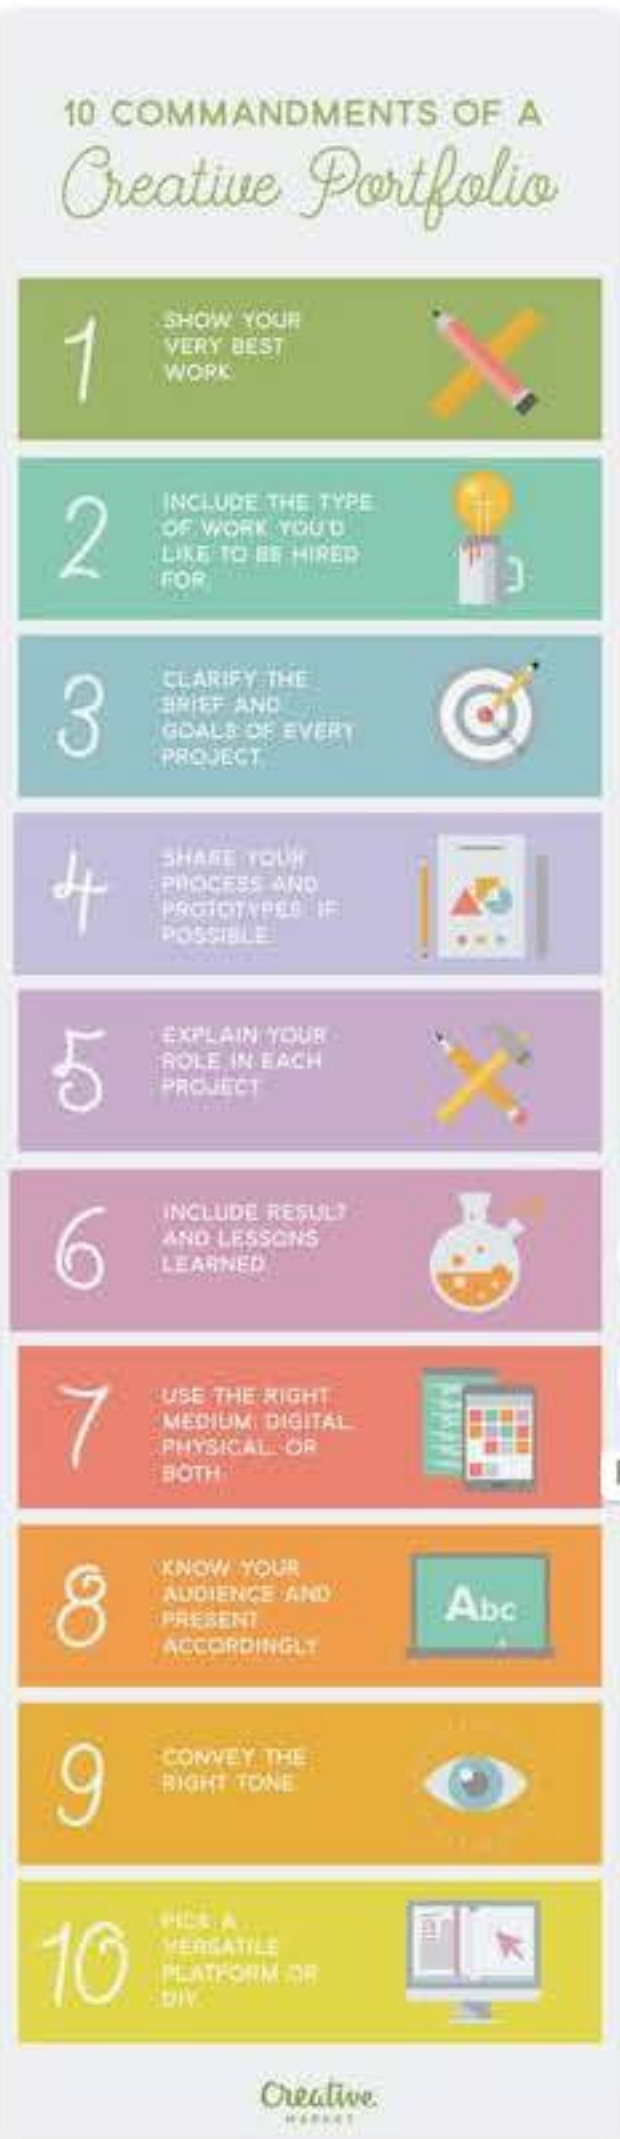 10 COMMANDMENTS OF A
Creative Portfolio
1
SHOW YOUR
VERY BEST
WORK.
2
INCLUDE THE TYPE
OF WORK YOU'D
LIKE TO BE HIRED
FOR.
3
CLARIFY THE
BRIEF AND
GOALS OF EVERY
PROJECT.
4
SHARE YOUR
PROCESS AND
PROTOTYPES, IF
POSSIBLE.
5
EXPLAIN YOUR
ROLE IN EACH
PROJECT.
6
INCLUDE RESULT
AND LESSONS
LEARNED.
7
USE THE RIGHT
MEDIUM: DIGITAL,
PHYSICAL, OR
BOTH.
8
KNOW YOUR
AUDIENCE AND
PRESENT
ACCORDINGLY.
Abc
9
CONVEY THE
RIGHT TONE.
10
PICK A
VERSATILE
PLATFORM OR
DIY.
Creative
MARKET